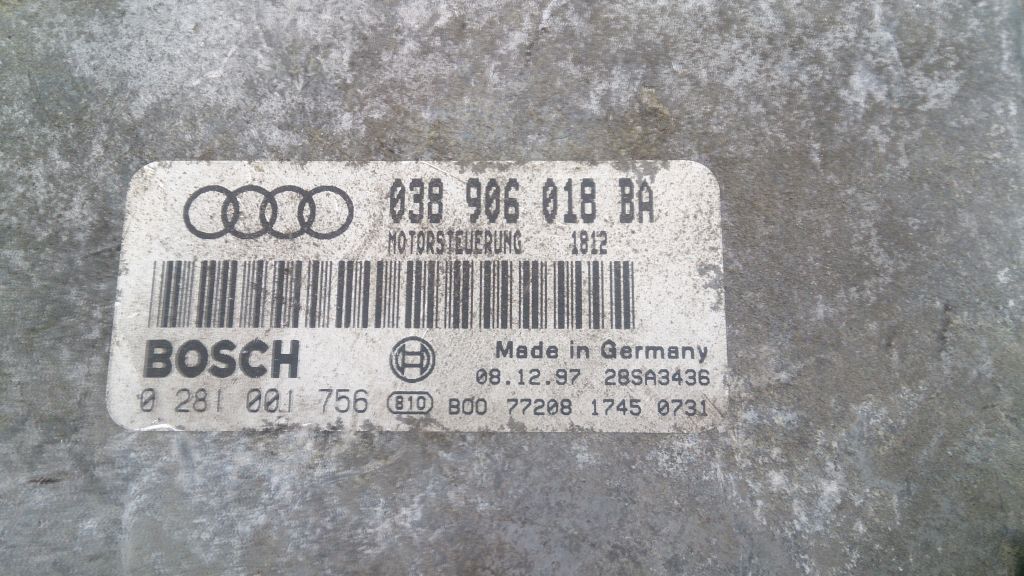 038 906 018 BA
MOTORSTEUERUNG 1812
BOSCH
Made in Germany
08.12.97 28SA3436
0 281 001 756 810 B00 77208 1745 0731